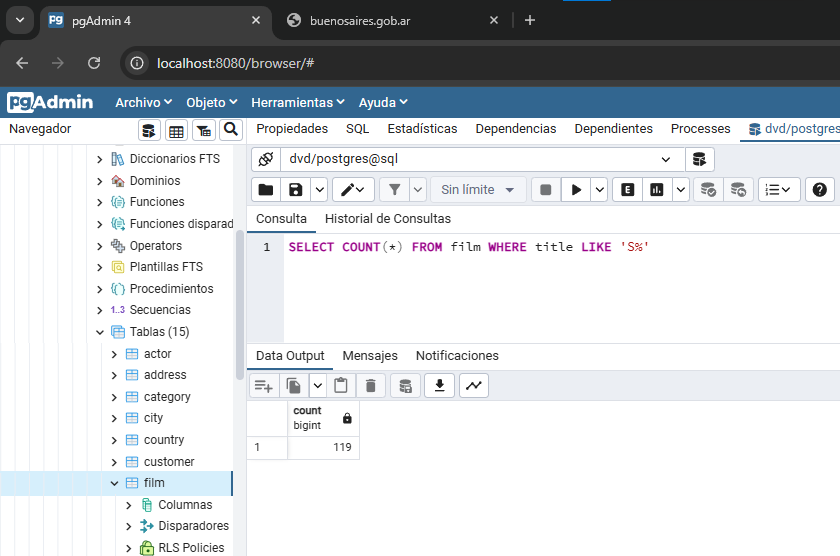 pgAdmin 4
buenosaires.gob.ar
localhost:8080/browser/#
pgAdmin Archivo Objeto Herramientas Ayuda
Navegador
Propiedades SQL Estadísticas Dependencias Dependientes Processes dvd/postgres
dvd/postgres@sql
Sin límite
Consulta Historial de Consultas
1 SELECT COUNT(*) FROM film WHERE title LIKE 'S%'
Diccionarios FTS
Dominios
Funciones
Funciones disparad
Operators
Plantillas FTS
Procedimientos
1..3 Secuencias
Tablas (15)
actor
address
category
city
country
customer
film
Columnas
Disparadores
RLS Policies
Data Output Mensajes Notificaciones
count
bigint
1 119